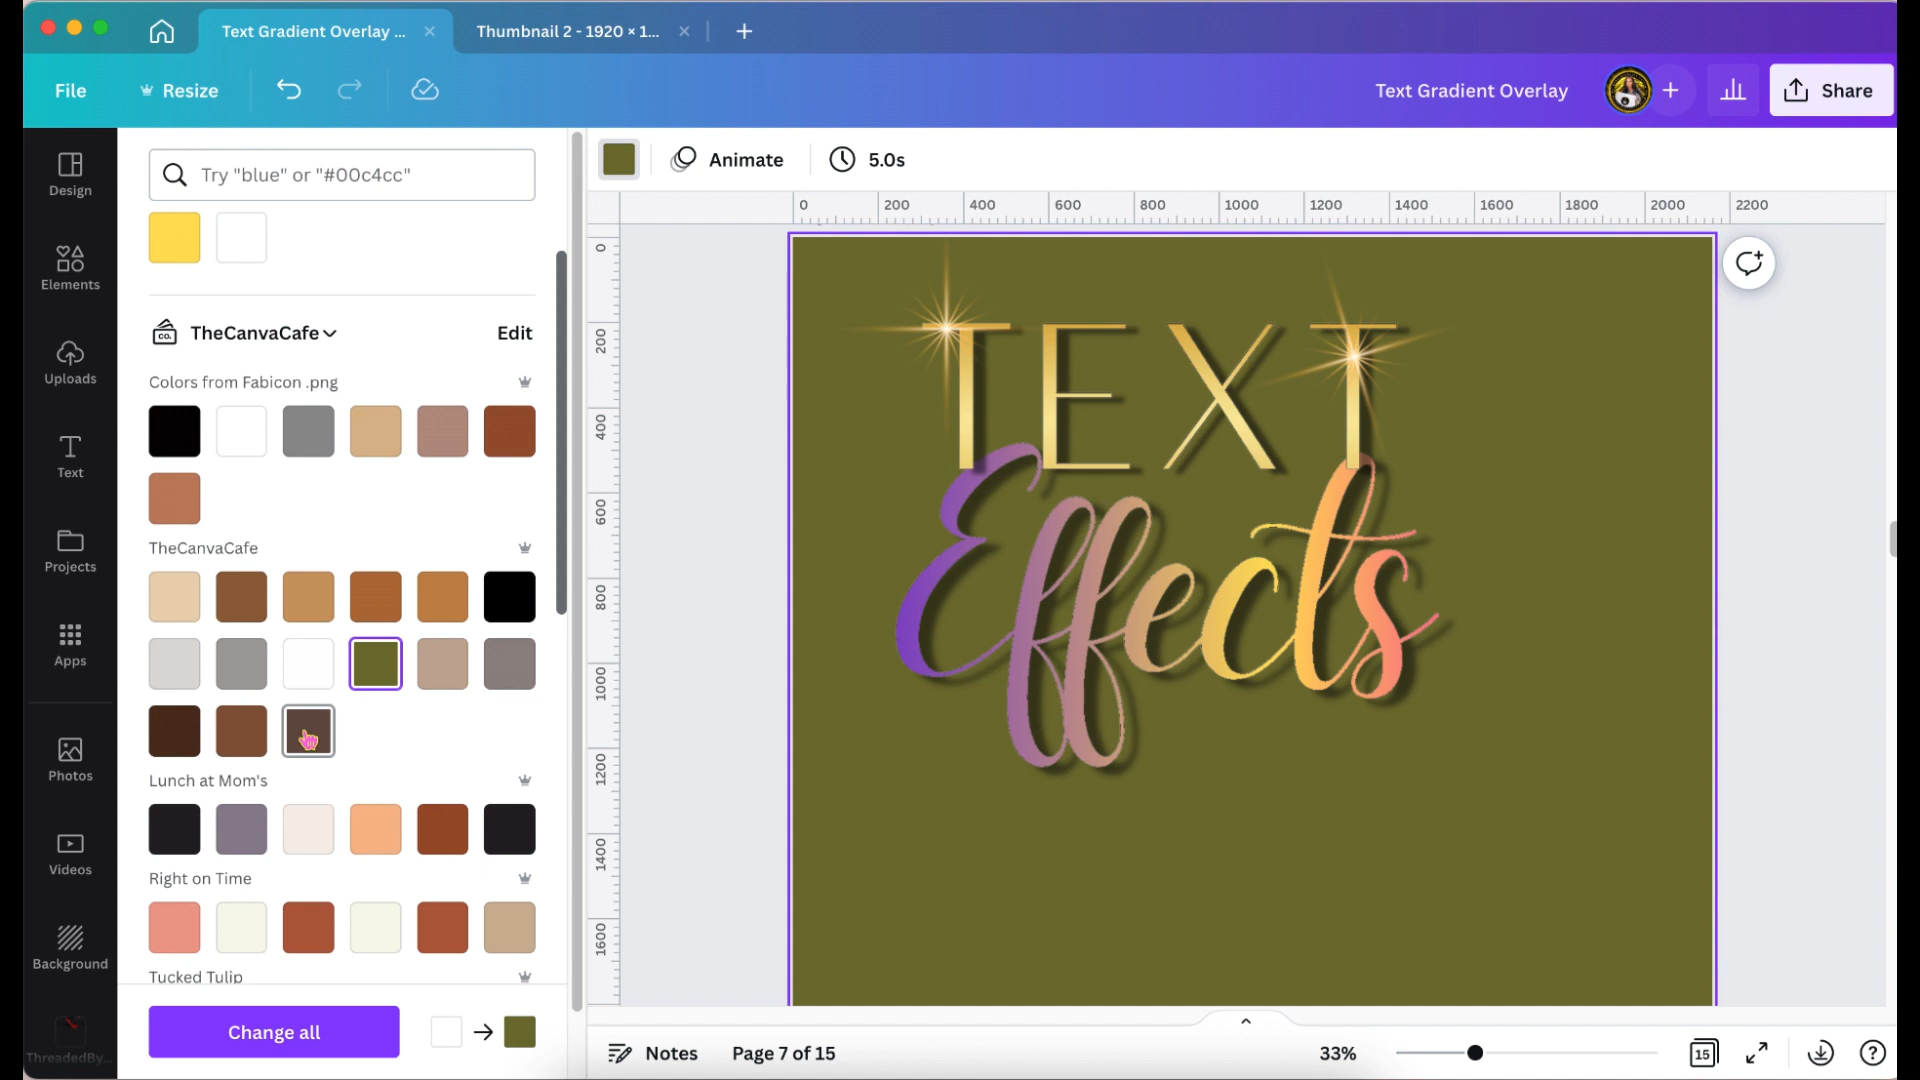 Text Gradient Overlay ...
Thumbnail 2 - 1920 × 1...
File
Resize
Text Gradient Overlay
Share
Design
Elements
Uploads
Text
Projects
Apps
Photos
Videos
Background
ThreadedBy...
Try "blue" or "#00c4cc"
CO.
TheCanvaCafe
Edit
Colors from Fabicon .png
TheCanvaCafe
Lunch at Mom's
Right on Time
Tucked Tulip
Change all
Animate
5.0s
0 200 400 600 800 1000 1200 1400 1600 1800 2000 2200
0
200
400
600
800
1000
1200
1400
1600
TEXT
Effects
Notes
Page 7 of 15
33%
15
?